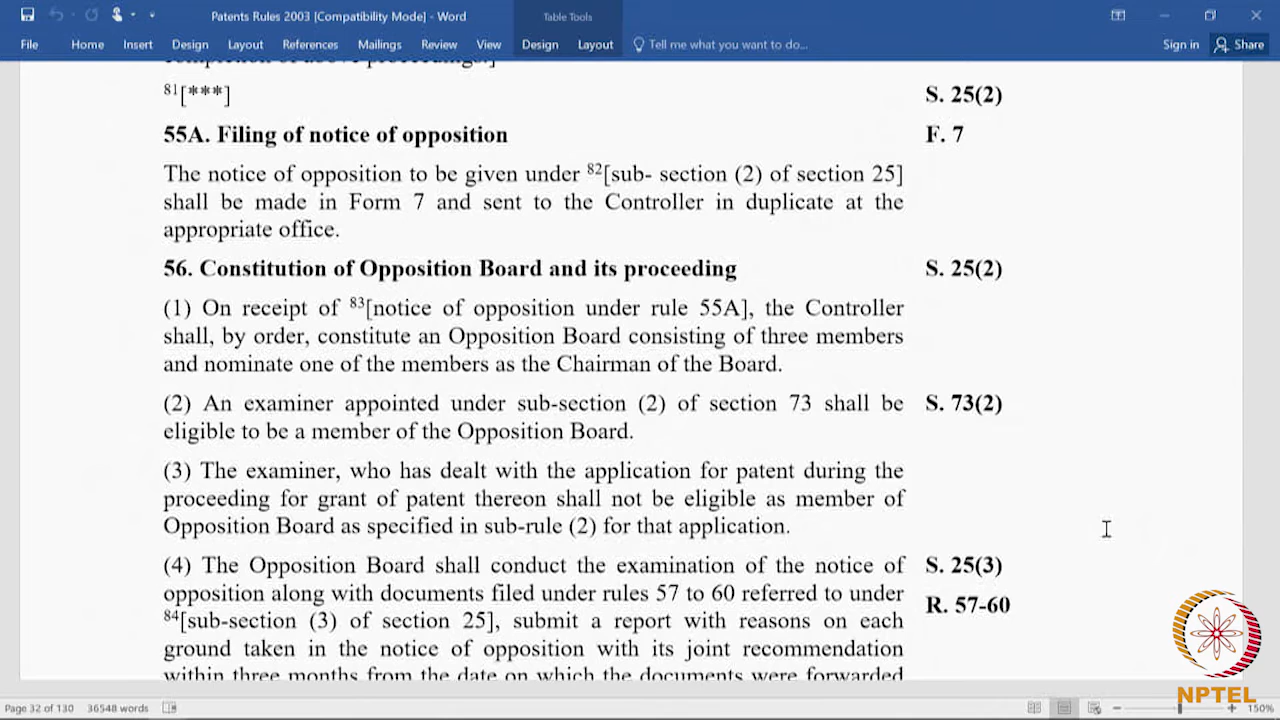 Patents Rules 2003 [Compatibility Mode] - Word
Table Tools
File Home Insert Design Layout References Mailings Review View Design Layout Tell me what you want to do... Sign in Share
81[***] S. 25(2)
55A. Filing of notice of opposition F. 7
The notice of opposition to be given under 82[sub- section (2) of section 25]
shall be made in Form 7 and sent to the Controller in duplicate at the
appropriate office.
56. Constitution of Opposition Board and its proceeding S. 25(2)
(1) On receipt of 83[notice of opposition under rule 55A], the Controller
shall, by order, constitute an Opposition Board consisting of three members
and nominate one of the members as the Chairman of the Board.
(2) An examiner appointed under sub-section (2) of section 73 shall be S. 73(2)
eligible to be a member of the Opposition Board.
(3) The examiner, who has dealt with the application for patent during the
proceeding for grant of patent thereon shall not be eligible as member of
Opposition Board as specified in sub-rule (2) for that application.
(4) The Opposition Board shall conduct the examination of the notice of S. 25(3)
opposition along with documents filed under rules 57 to 60 referred to under R. 57-60
84[sub-section (3) of section 25], submit a report with reasons on each
ground taken in the notice of opposition with its joint recommendation
within three months from the date on which the documents were forwarded
NPTEL
Page 32 of 130 36548 words 150%